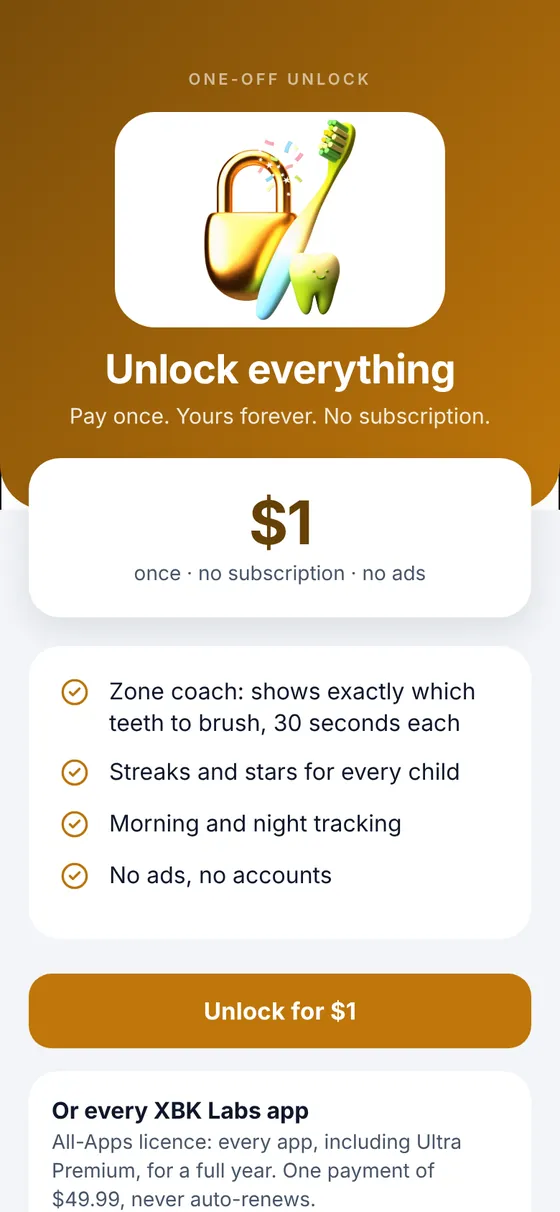 ONE-OFF UNLOCK
Unlock everything
Pay once. Yours forever. No subscription.
$1
once · no subscription · no ads
Zone coach: shows exactly which
teeth to brush, 30 seconds each
Streaks and stars for every child
Morning and night tracking
No ads, no accounts
Unlock for $1
Or every XBK Labs app
All-Apps licence: every app, including Ultra
Premium, for a full year. One payment of
$49.99, never auto-renews.